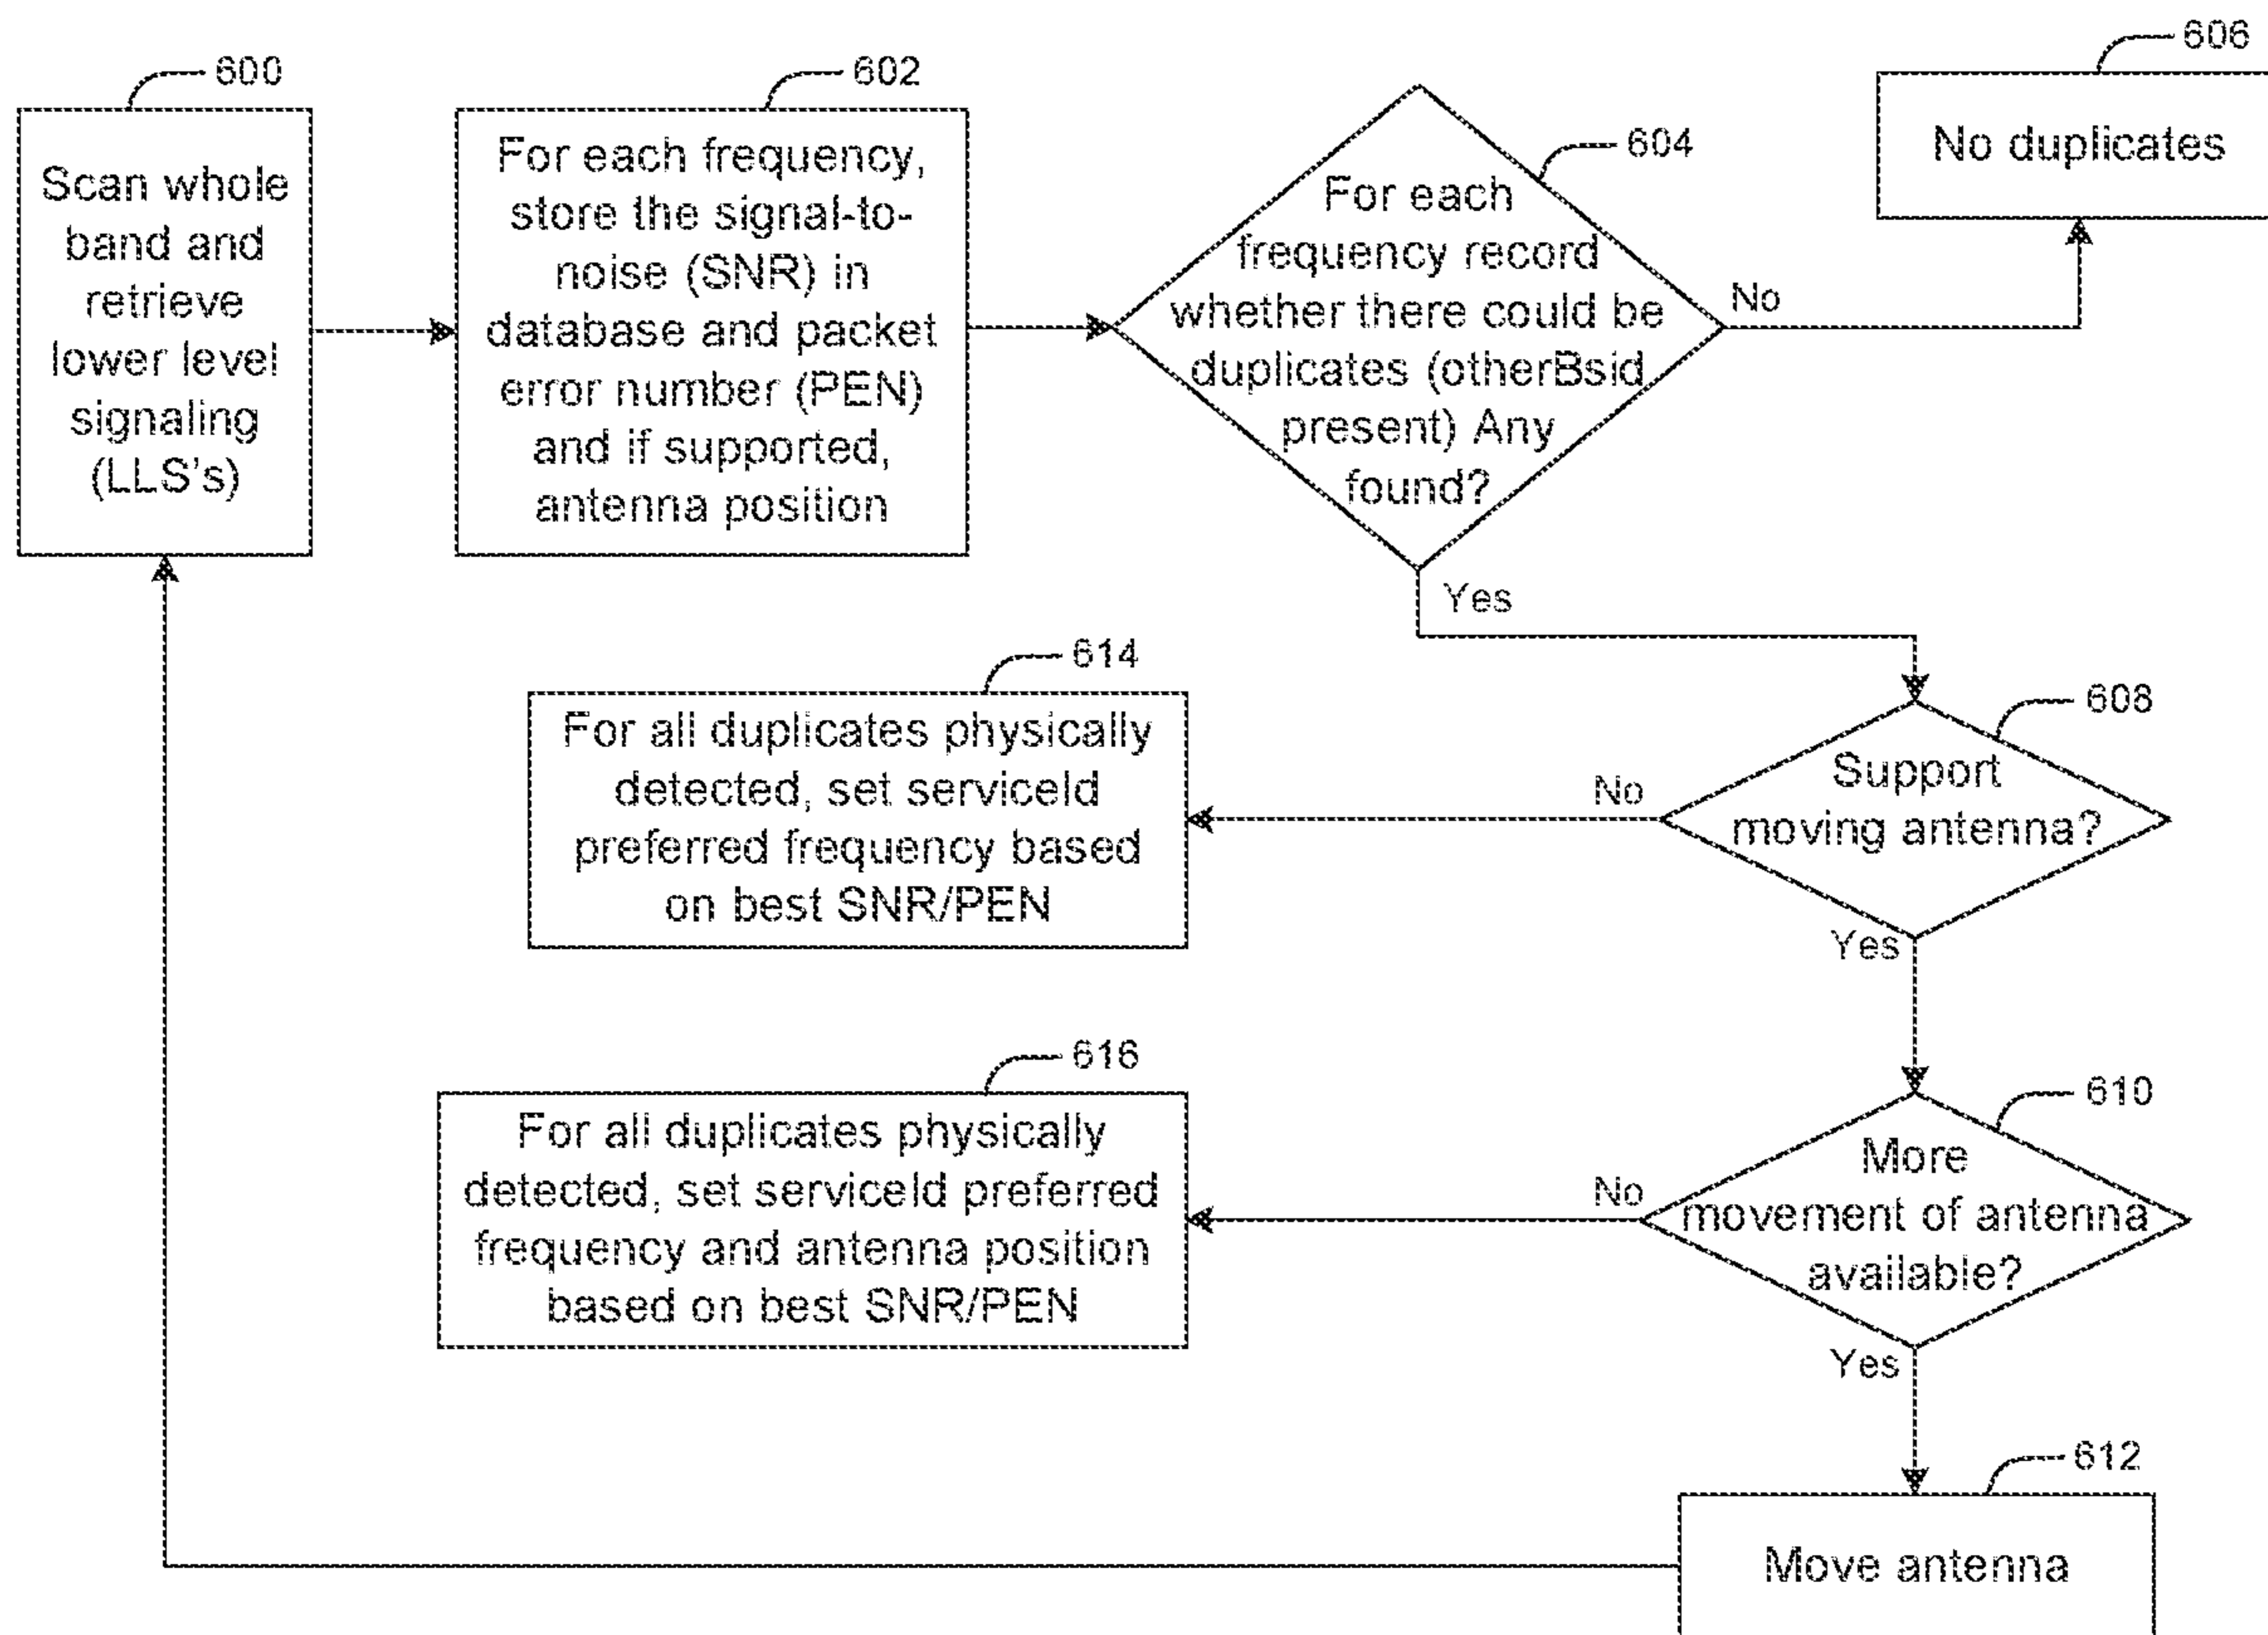 600
Scan whole
band and
retrieve
lower level
signaling
(LLS's)
602
For each frequency,
store the signal-to-
noise (SNR) in
database and packet
error number (PEN)
and if supported,
antenna position
604
For each
frequency record
whether there could be
duplicates (otherBsid
present) Any
found?
No
606
No duplicates
Yes
608
Support
moving antenna?
No
614
For all duplicates physically
detected, set serviceId
preferred frequency based
on best SNR/PEN
Yes
610
More
movement of antenna
available?
No
616
For all duplicates physically
detected, set serviceId preferred
frequency and antenna position
based on best SNR/PEN
Yes
612
Move antenna